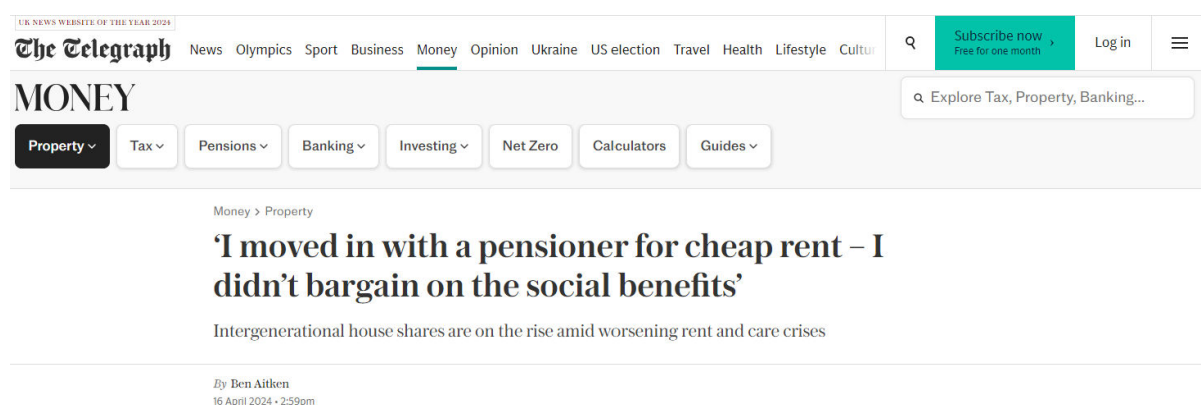 UK NEWS WEBSITE OF THE YEAR 2024
The Telegraph News Olympics Sport Business Money Opinion Ukraine US election Travel Health Lifestyle Cultu
Subscribe now
Free for one month
Log in
MONEY
Explore Tax, Property, Banking...
Property Tax Pensions Banking Investing Net Zero Calculators Guides
Money > Property
‘I moved in with a pensioner for cheap rent – I
didn’t bargain on the social benefits’
Intergenerational house shares are on the rise amid worsening rent and care crises
By Ben Aitken
16 April 2024 • 2:59pm